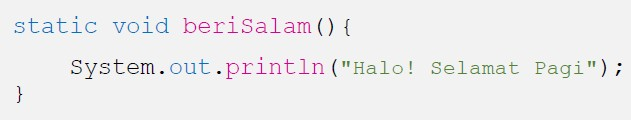 static void beriSalam(){
    System.out.println("Halo! Selamat Pagi");
}